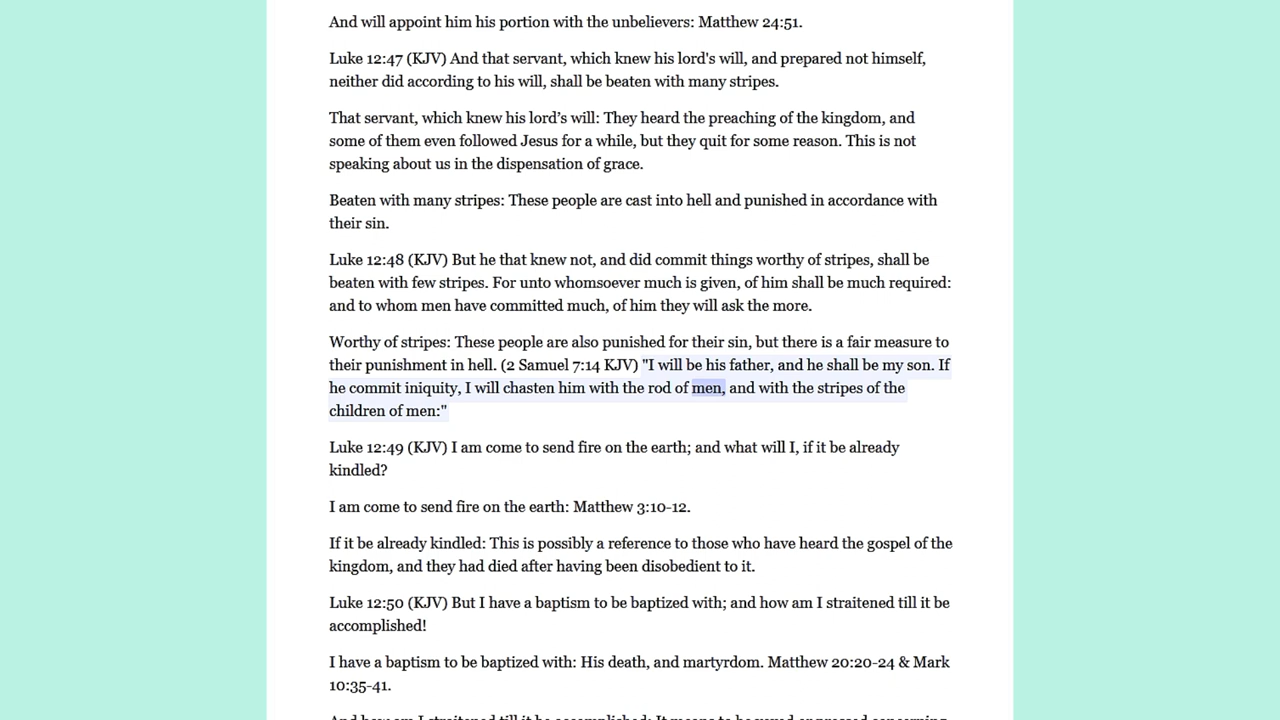 And will appoint him his portion with the unbelievers: Matthew 24:51.
Luke 12:47 (KJV) And that servant, which knew his lord's will, and prepared not himself,
neither did according to his will, shall be beaten with many stripes.
That servant, which knew his lord’s will: They heard the preaching of the kingdom, and
some of them even followed Jesus for a while, but they quit for some reason. This is not
speaking about us in the dispensation of grace.
Beaten with many stripes: These people are cast into hell and punished in accordance with
their sin.
Luke 12:48 (KJV) But he that knew not, and did commit things worthy of stripes, shall be
beaten with few stripes. For unto whomsoever much is given, of him shall be much required:
and to whom men have committed much, of him they will ask the more.
Worthy of stripes: These people are also punished for their sin, but there is a fair measure to
their punishment in hell. (2 Samuel 7:14 KJV) "I will be his father, and he shall be my son. If
he commit iniquity, I will chasten him with the rod of men, and with the stripes of the
children of men:"
Luke 12:49 (KJV) I am come to send fire on the earth; and what will I, if it be already
kindled?
I am come to send fire on the earth: Matthew 3:10-12.
If it be already kindled: This is possibly a reference to those who have heard the gospel of the
kingdom, and they had died after having been disobedient to it.
Luke 12:50 (KJV) But I have a baptism to be baptized with; and how am I straitened till it be
accomplished!
I have a baptism to be baptized with: His death, and martyrdom. Matthew 20:20-24 & Mark
10:35-41.
And how am I straitened till it be accomplished: It means to be